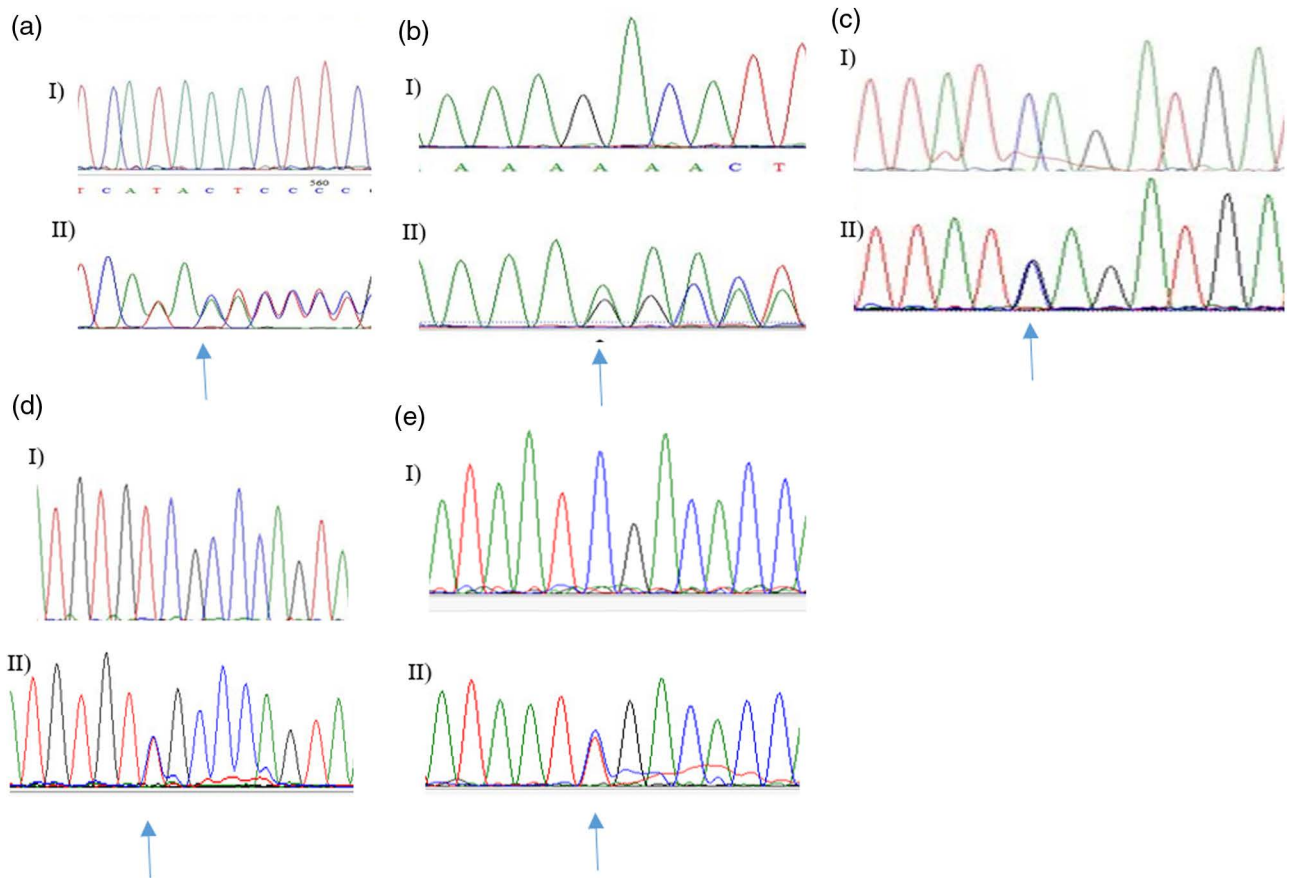 (a)
I)
T C A T A C T C C C C C
560
II)
(b)
I)
A A A A A A C T
II)
(c)
I)
II)
(d)
I)
II)
(e)
I)
II)